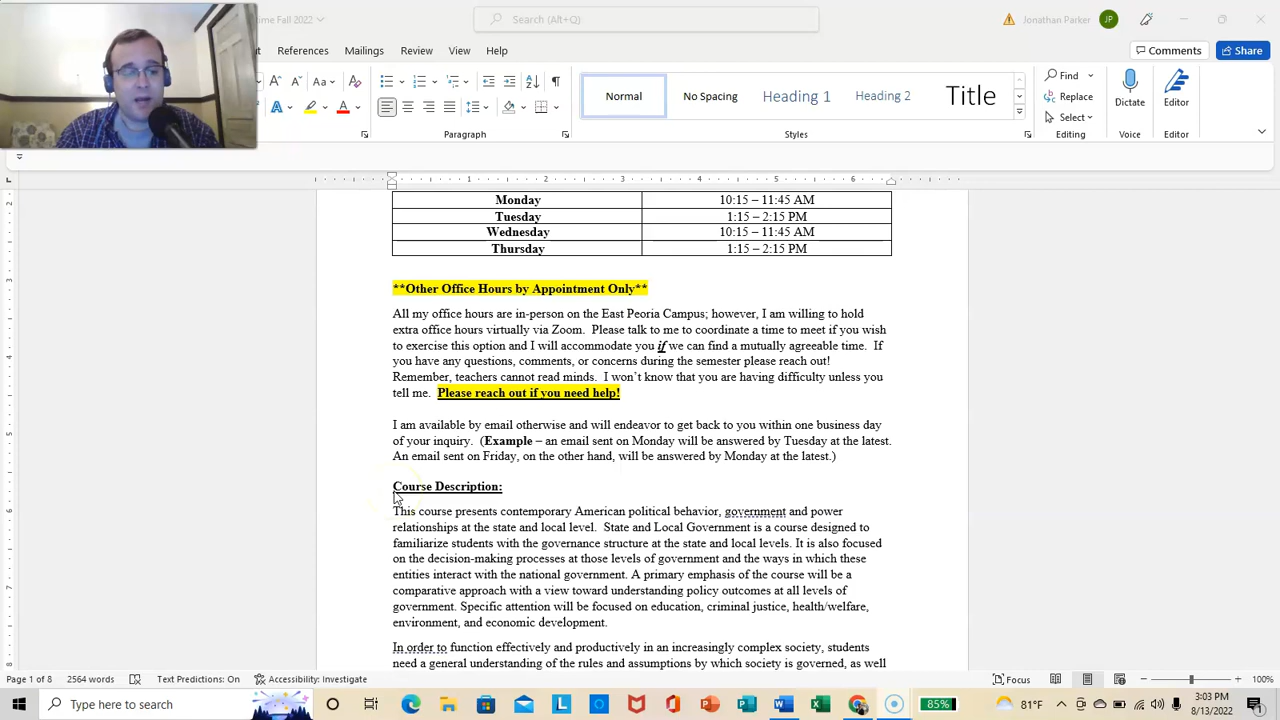 time Fall 2022
Search (Alt+Q)
Jonathan Parker
JP
References
Mailings
Review
View
Help
Comments
Share
Aa
A
A
Normal
No Spacing
Heading 1
Heading 2
Title
Find
Replace
Select
Dictate
Editor
Paragraph
Styles
Editing
Voice
Editor
1 2 3 4 5 6
Monday 10:15 – 11:45 AM
Tuesday 1:15 – 2:15 PM
Wednesday 10:15 – 11:45 AM
Thursday 1:15 – 2:15 PM
**Other Office Hours by Appointment Only**
All my office hours are in-person on the East Peoria Campus; however, I am willing to hold
extra office hours virtually via Zoom. Please talk to me to coordinate a time to meet if you wish
to exercise this option and I will accommodate you if we can find a mutually agreeable time. If
you have any questions, comments, or concerns during the semester please reach out!
Remember, teachers cannot read minds. I won't know that you are having difficulty unless you
tell me. Please reach out if you need help!
I am available by email otherwise and will endeavor to get back to you within one business day
of your inquiry. (Example – an email sent on Monday will be answered by Tuesday at the latest.
An email sent on Friday, on the other hand, will be answered by Monday at the latest.)
Course Description:
This course presents contemporary American political behavior, government and power
relationships at the state and local level. State and Local Government is a course designed to
familiarize students with the governance structure at the state and local levels. It is also focused
on the decision-making processes at those levels of government and the ways in which these
entities interact with the national government. A primary emphasis of the course will be a
comparative approach with a view toward understanding policy outcomes at all levels of
government. Specific attention will be focused on education, criminal justice, health/welfare,
environment, and economic development.
In order to function effectively and productively in an increasingly complex society, students
need a general understanding of the rules and assumptions by which society is governed, as well
Page 1 of 8
2564 words
Text Predictions: On
Accessibility: Investigate
Focus
100%
Type here to search
85%
81°F
3:03 PM
8/13/2022